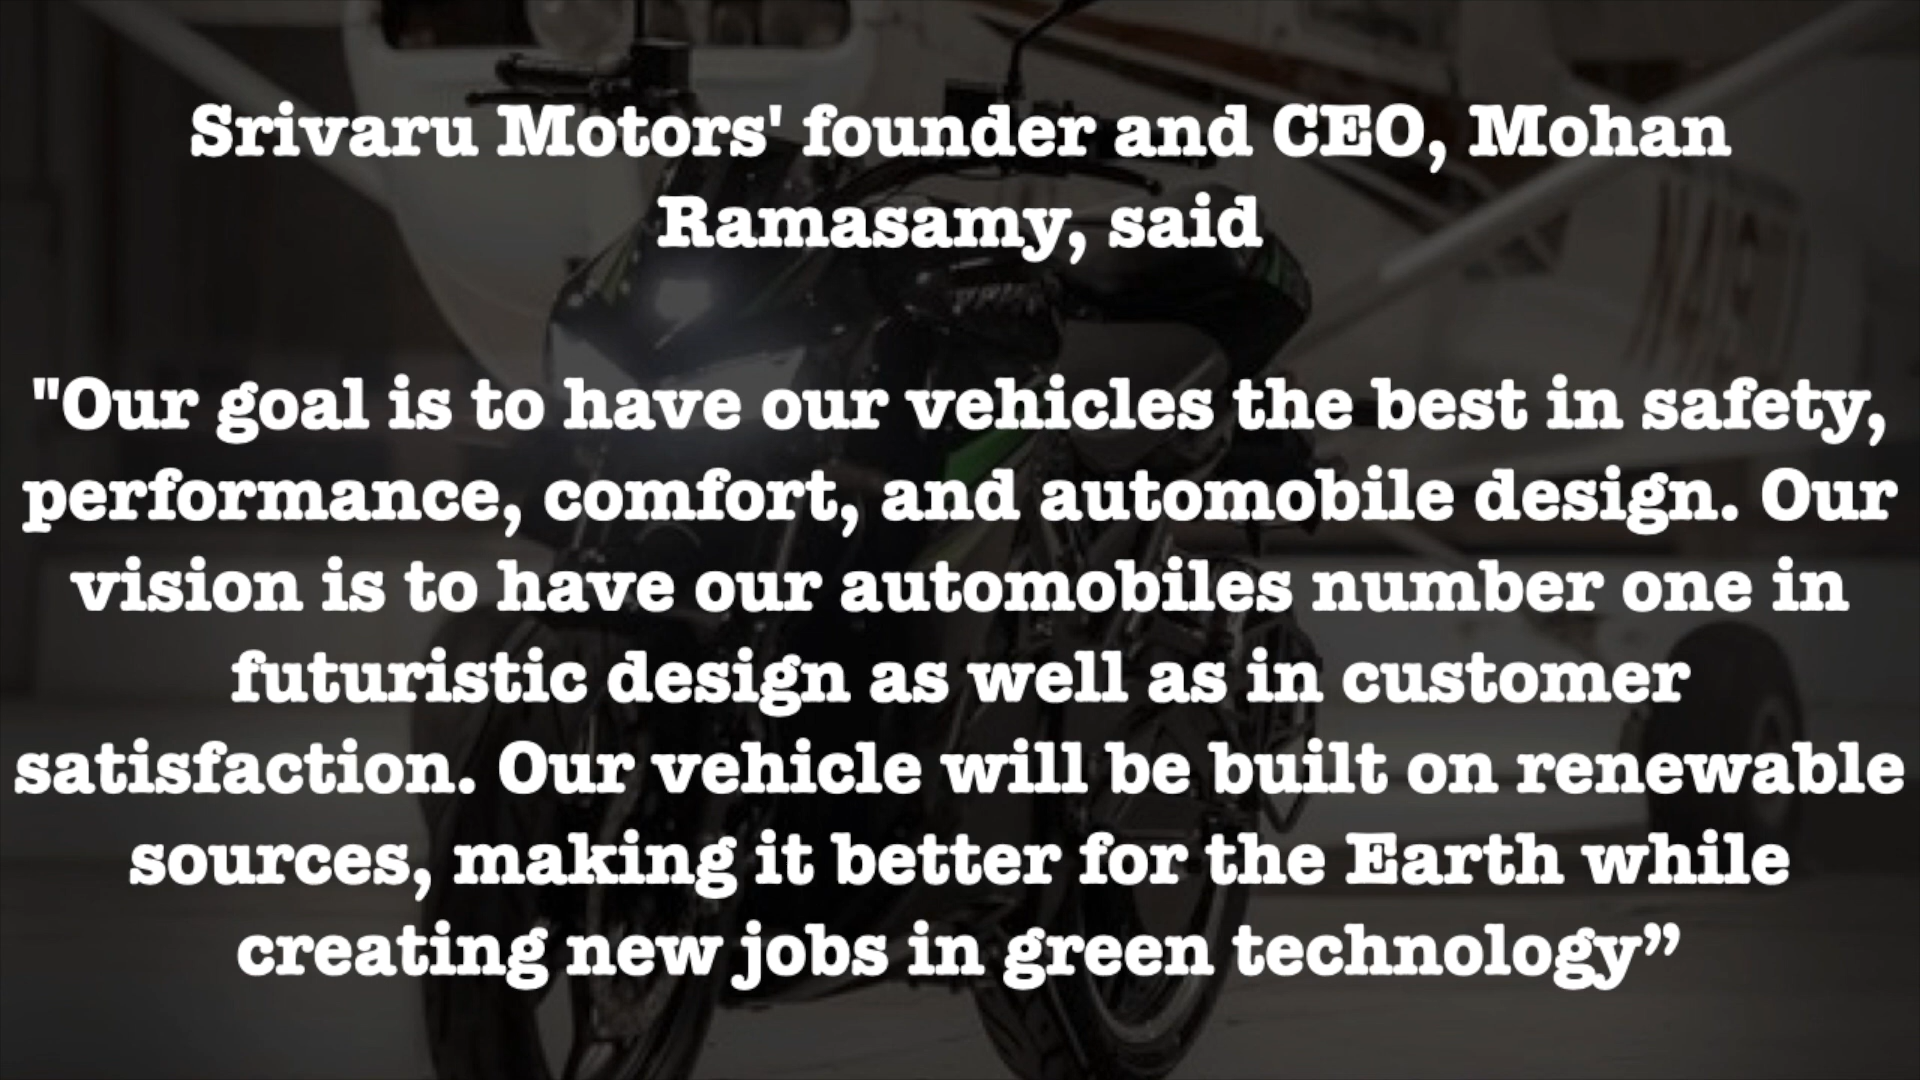 Srivaru Motors' founder and CEO, Mohan
Ramasamy, said
"Our goal is to have our vehicles the best in safety,
performance, comfort, and automobile design. Our
vision is to have our automobiles number one in
futuristic design as well as in customer
satisfaction. Our vehicle will be built on renewable
sources, making it better for the Earth while
creating new jobs in green technology”